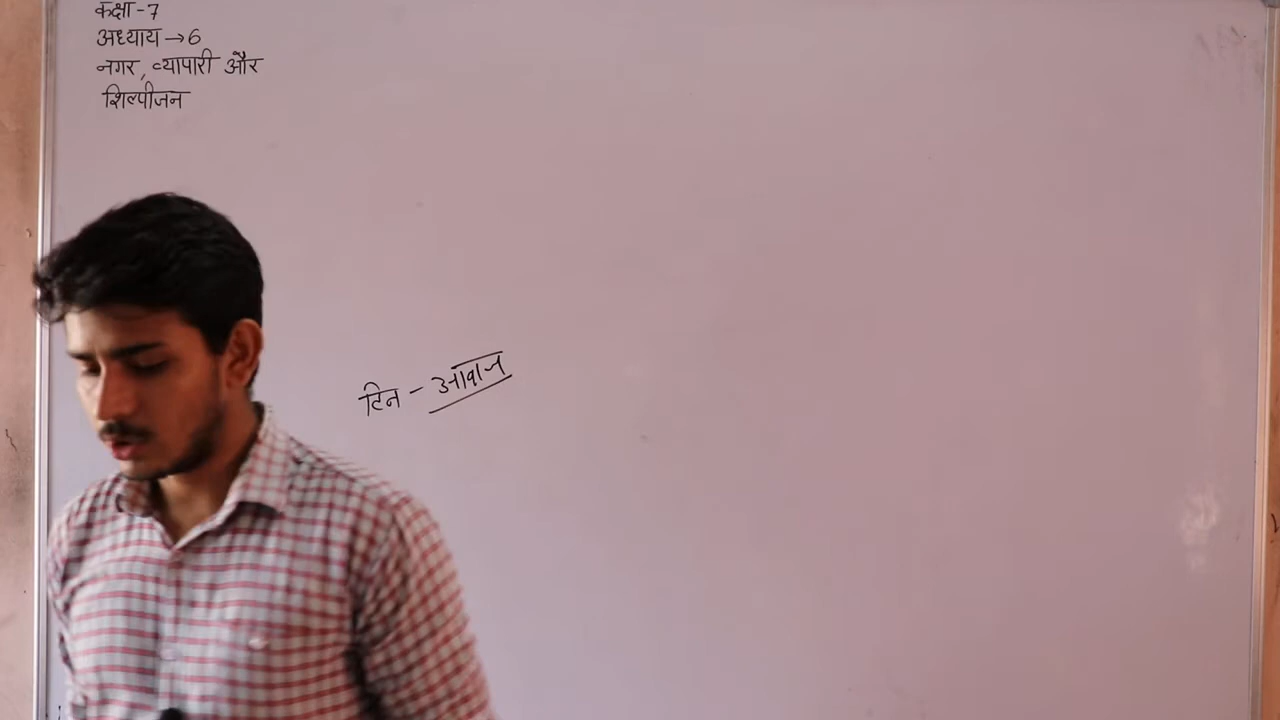 कक्षा-7
अध्याय →6
नगर, व्यापारी और
शिल्पीजन
टिन - आवाज